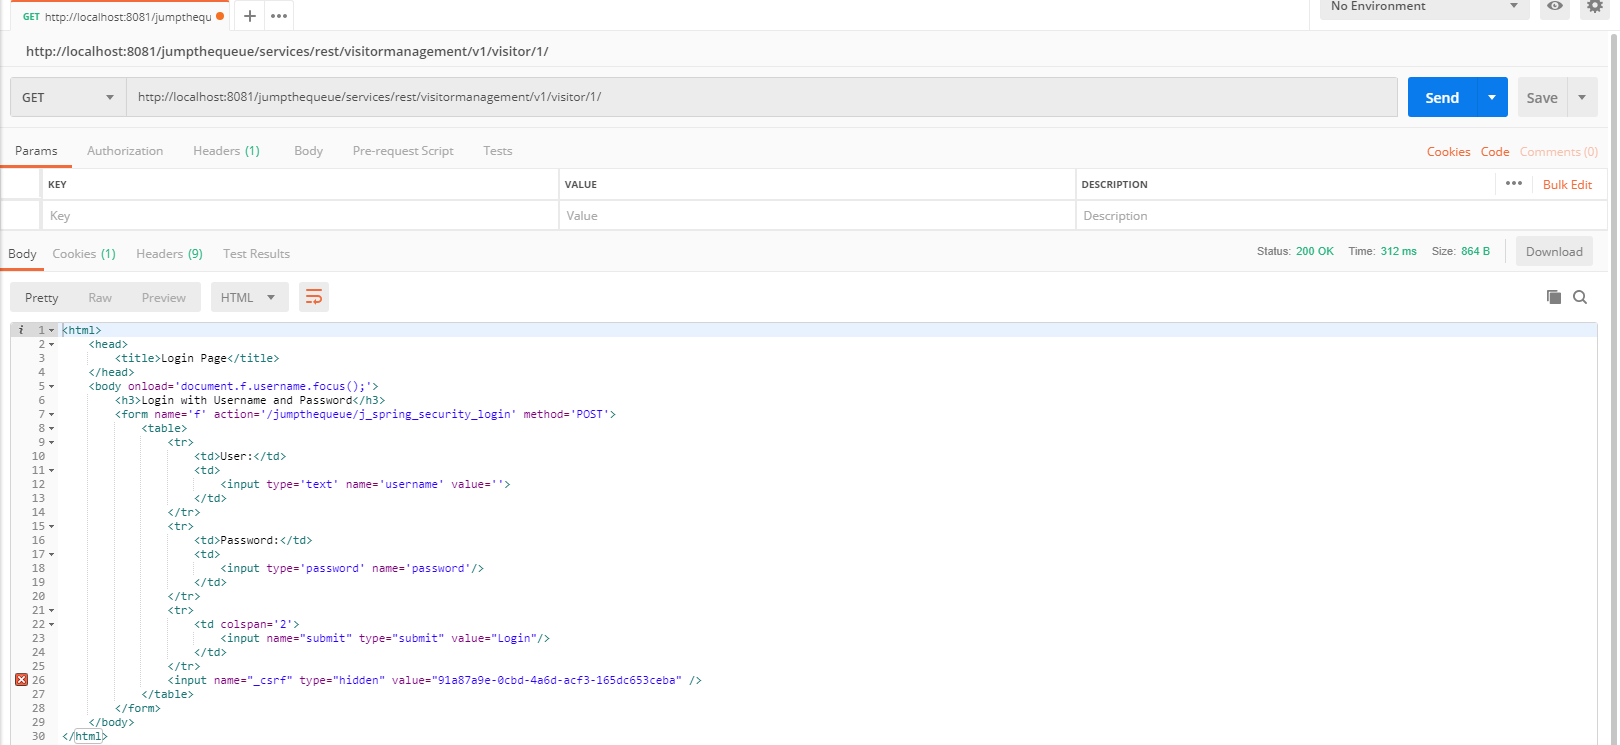 GET http://localhost:8081/jumpthequ
No Environment
http://localhost:8081/jumpthequeue/services/rest/visitormanagement/v1/visitor/1/
GET http://localhost:8081/jumpthequeue/services/rest/visitormanagement/v1/visitor/1/ Send Save
Params Authorization Headers (1) Body Pre-request Script Tests Cookies Code Comments (0)
KEY VALUE DESCRIPTION Bulk Edit
Key Value Description
Body Cookies (1) Headers (9) Test Results Status: 200 OK Time: 312 ms Size: 864 B Download
Pretty Raw Preview HTML
i 1 <html>
2 <head>
3 <title>Login Page</title>
4 </head>
5 <body onload='document.f.username.focus();'>
6 <h3>Login with Username and Password</h3>
7 <form name='f' action='/jumpthequeue/j_spring_security_login' method='POST'>
8 <table>
9 <tr>
10 <td>User:</td>
11 <td>
12 <input type='text' name='username' value=''>
13 </td>
14 </tr>
15 <tr>
16 <td>Password:</td>
17 <td>
18 <input type='password' name='password'/>
19 </td>
20 </tr>
21 <tr>
22 <td colspan='2'>
23 <input name="submit" type="submit" value="Login"/>
24 </td>
25 </tr>
26 <input name="_csrf" type="hidden" value="91a87a9e-0cbd-4a6d-acf3-165dc653ceba" />
27 </table>
28 </form>
29 </body>
30 </html>